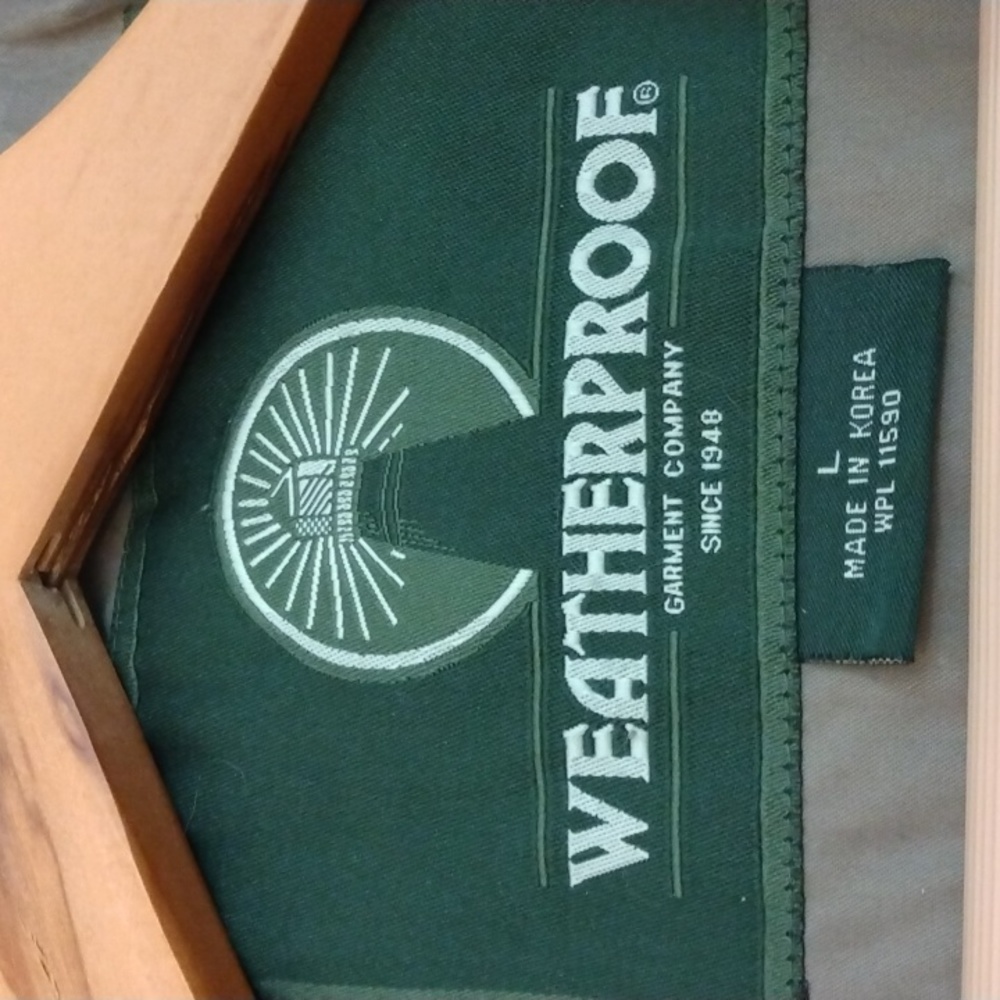 WEATHERPROOF®
GARMENT COMPANY
SINCE 1948
L
MADE IN KOREA
WPL 11590